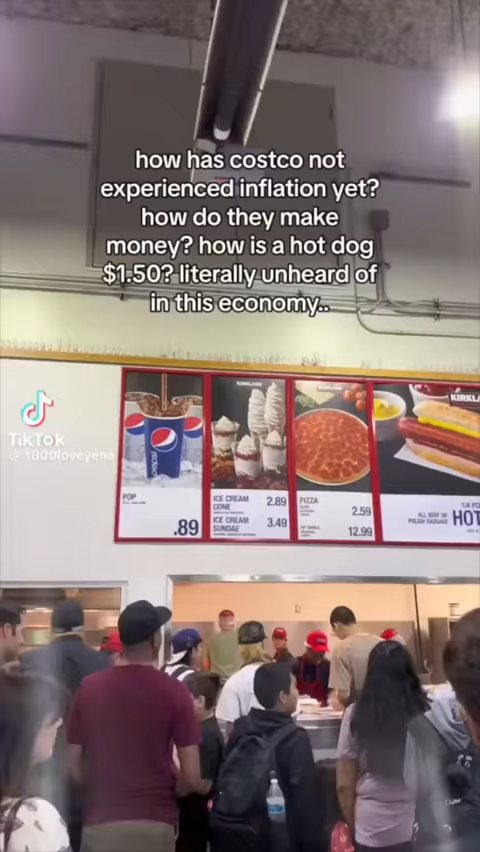 how has costco not
experienced inflation yet?
how do they make
money? how is a hot dog
$1.50? literally unheard of
in this economy..
TikTok
@1800loveyena
KIRKLAND
KIRKL
pepsi
POP
.89
ICE CREAM
CONE
2.89
ICE CREAM
SUNDAE
3.49
PIZZA
2.59
12.99
1/4 PO
ALL BEEF OR
POLISH SAUSAGE
HOT